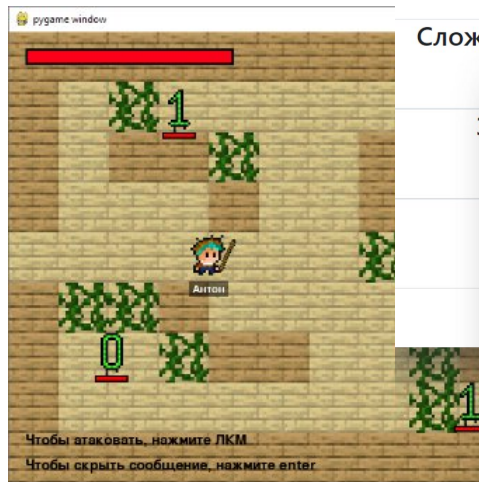 pygame window
Слож
1
Антон
0
1
Чтобы атаковать, нажмите ЛКМ
Чтобы скрыть сообщение, нажмите enter